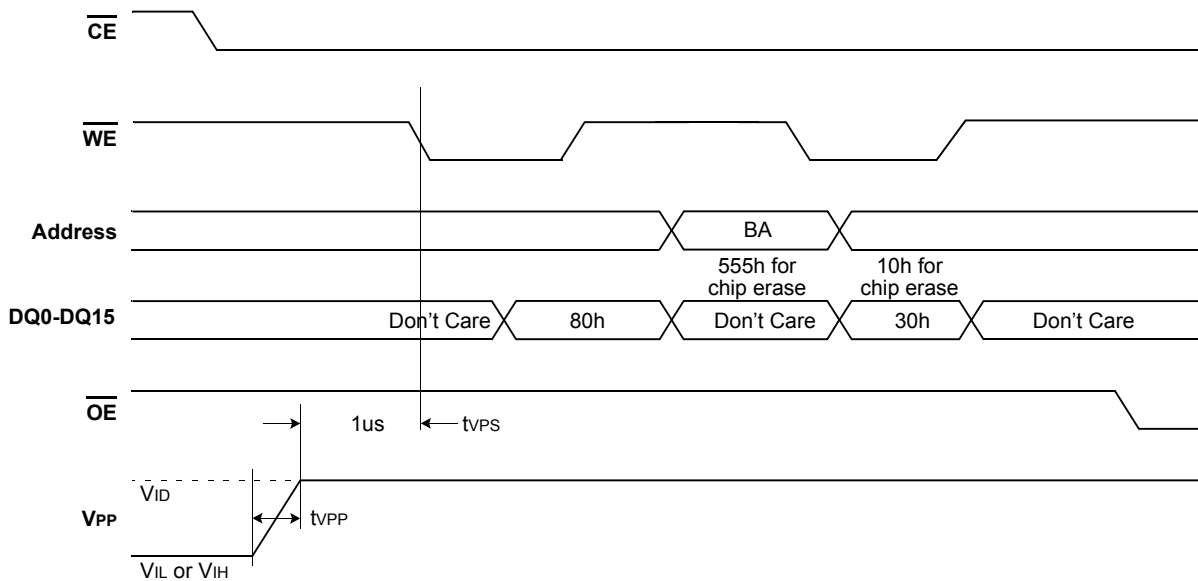 CE
WE
Address
BA
555h for
chip erase
10h for
chip erase
DQ0-DQ15
Don't Care
80h
Don't Care
30h
Don't Care
OE
1us
tVPS
VID
VPP
tVPP
VIL or VIH